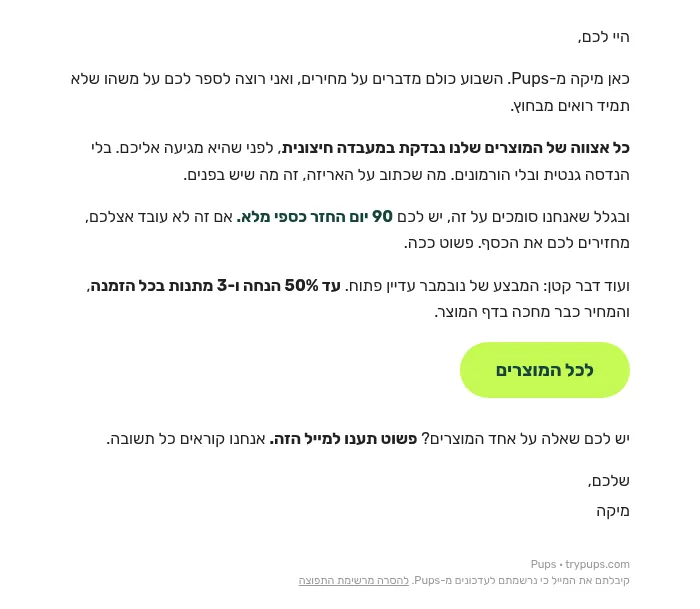 היי לכם,
כאן מיקה מ-Pups. השבוע כולם מדברים על מחירים, ואני רוצה לספר לכם על משהו שלא
תמיד רואים מבחוץ.
כל אצווה של המוצרים שלנו נבדקת במעבדה חיצונית, לפני שהיא מגיעה אליכם. בלי
הנדסה גנטית ובלי הורמונים. מה שכתוב על האריזה, זה מה שיש בפנים.
ובגלל שאנחנו סומכים על זה, יש לכם 90 יום החזר כספי מלא. אם זה לא עובד אצלכם,
מחזירים לכם את הכסף. פשוט ככה.
ועוד דבר קטן: המבצע של נובמבר עדיין פתוח. עד 50% הנחה ו-3 מתנות בכל הזמנה,
והמחיר כבר מחכה בדף המוצר.
לכל המוצרים
יש לכם שאלה על אחד המוצרים? פשוט תענו למייל הזה. אנחנו קוראים כל תשובה.
שלכם,
מיקה
Pups · trypups.com
קיבלתם את המייל כי נרשמתם לעדכונים מ-Pups. להסרה מרשימת התפוצה